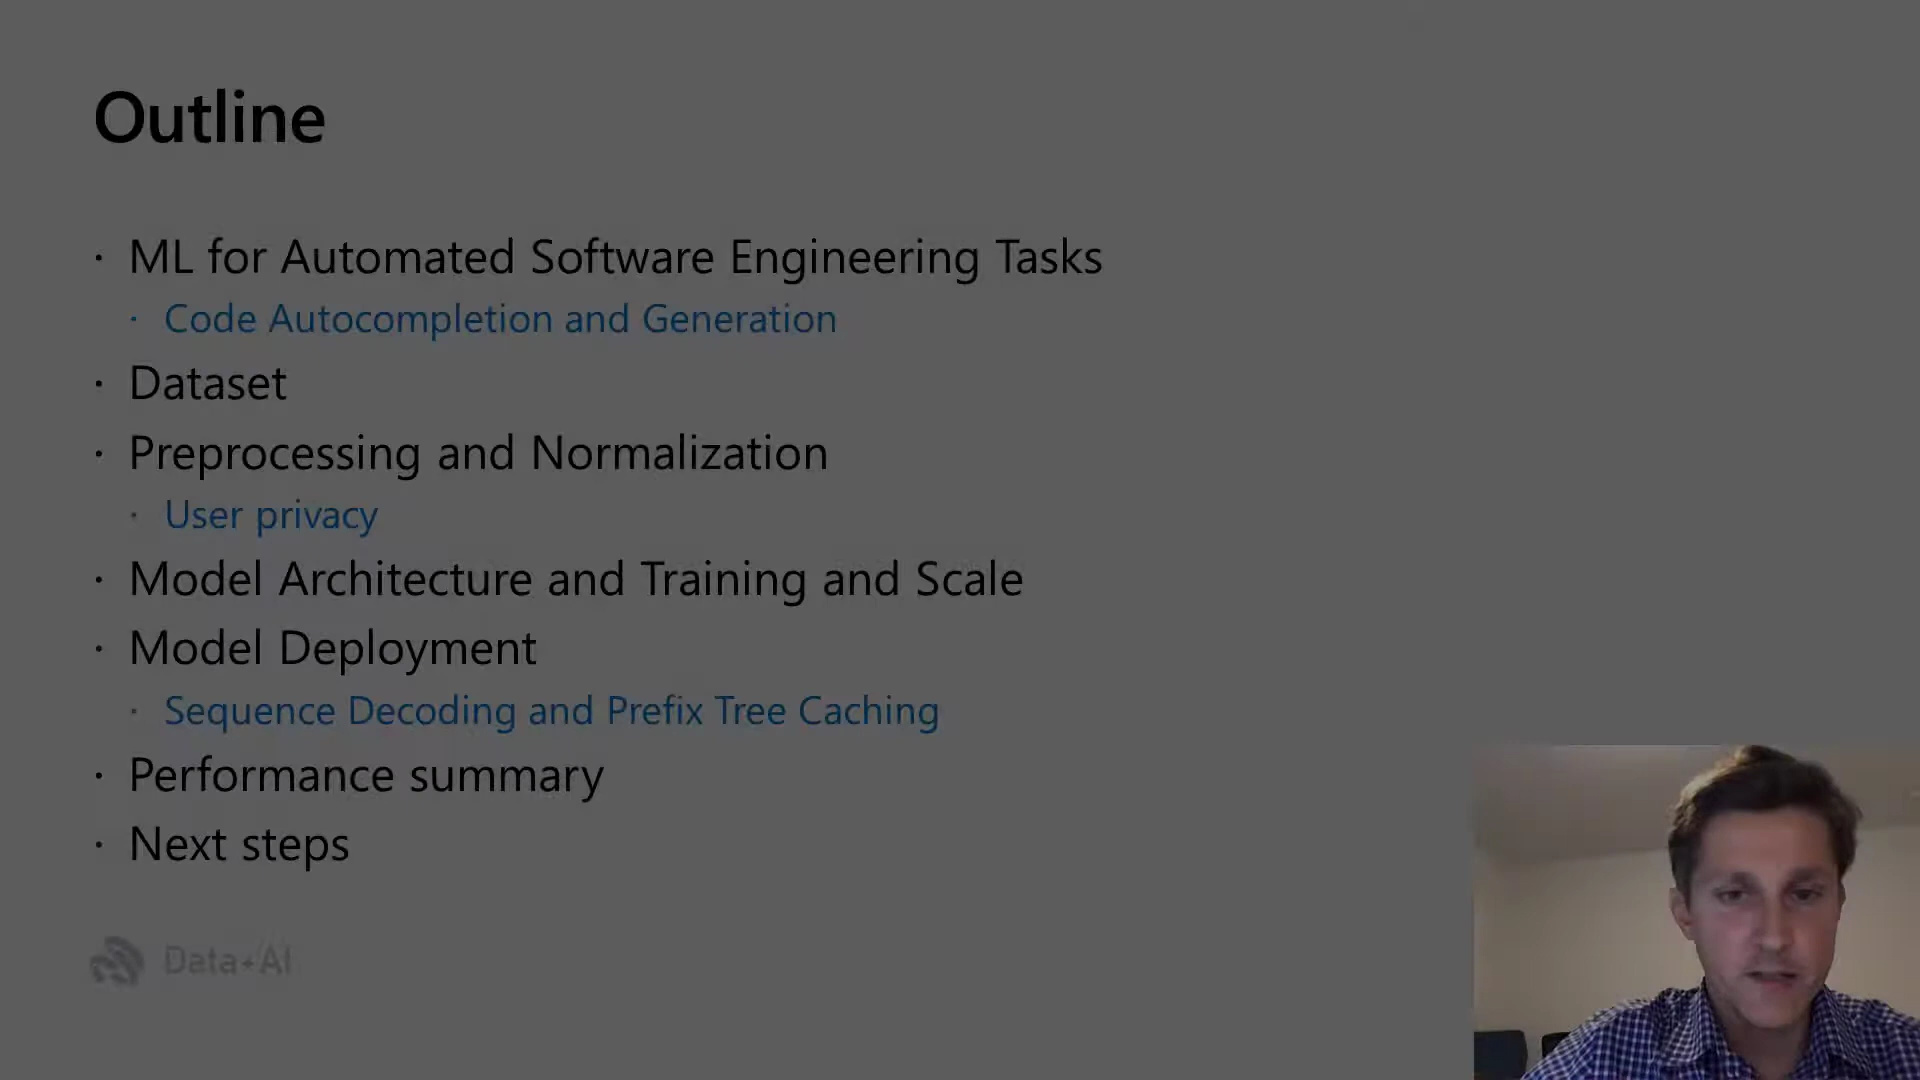 Outline
· ML for Automated Software Engineering Tasks
· Code Autocompletion and Generation
· Dataset
· Preprocessing and Normalization
· User privacy
· Model Architecture and Training and Scale
· Model Deployment
· Sequence Decoding and Prefix Tree Caching
· Performance summary
· Next steps
Data+AI